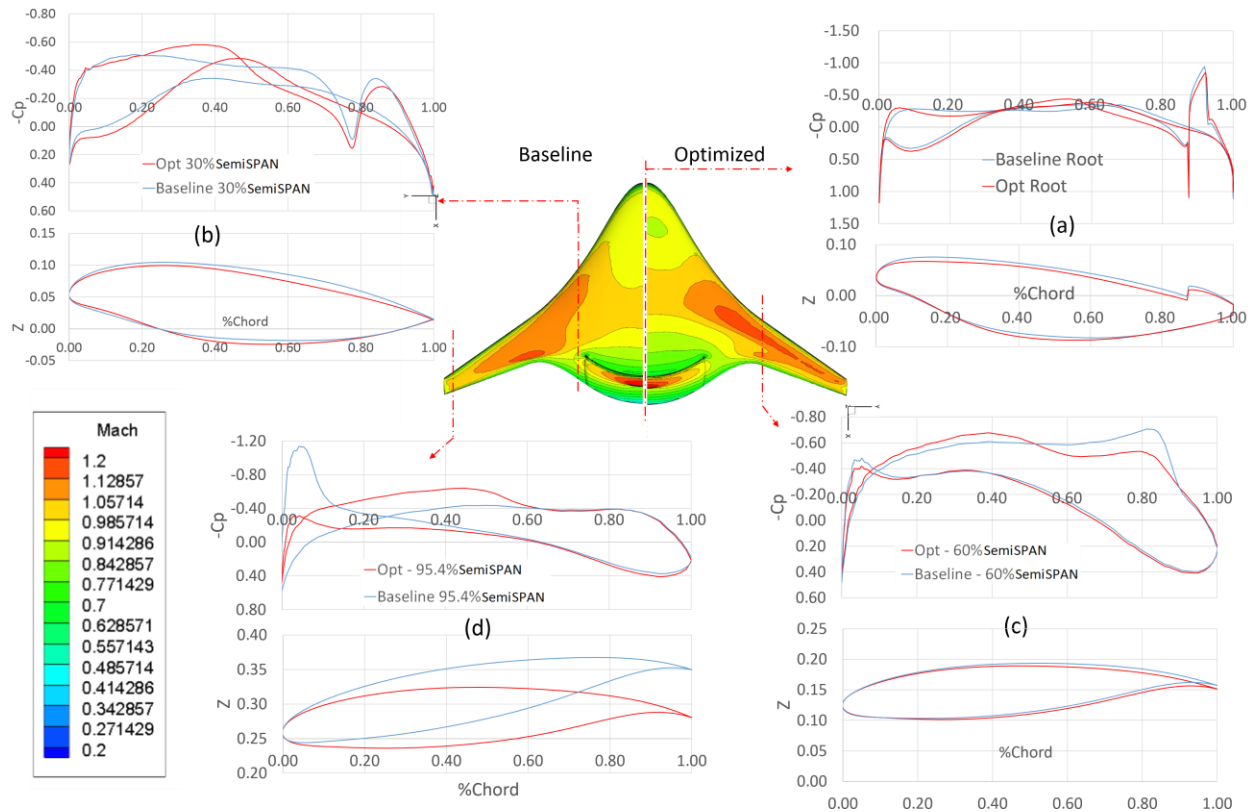 -0.80
-0.60
-0.40
-0.20
0.00
0.20
0.40
0.60
-Cp
0.00 0.20 0.40 0.60 0.80 1.00
Opt 30%SemiSPAN
Baseline 30%SemiSPAN
(b)
0.15
0.10
0.05
0.00
-0.05
Z
%Chord
0.00 0.20 0.40 0.60 0.80 1.00
Baseline
Optimized
-1.50
-1.00
-0.50
0.00
0.50
1.00
1.50
-Cp
0.00 0.20 0.40 0.60 0.80 1.00
Baseline Root
Opt Root
(a)
0.10
0.00
-0.10
Z
%Chord
0.00 0.20 0.40 0.60 0.80 1.00
Mach
1.2
1.12857
1.05714
0.985714
0.914286
0.842857
0.771429
0.7
0.628571
0.557143
0.485714
0.414286
0.342857
0.271429
0.2
-1.20
-0.80
-0.40
0.00
0.40
0.80
-Cp
0.00 0.20 0.40 0.60 0.80 1.00
Opt - 95.4%SemiSPAN
Baseline 95.4%SemiSPAN
(d)
0.40
0.35
0.30
0.25
0.20
Z
0.00 0.20 0.40 0.60 0.80 1.00
%Chord
-0.80
-0.60
-0.40
-0.20
0.00
0.20
0.40
0.60
-Cp
0.00 0.20 0.40 0.60 0.80 1.00
Opt - 60%SemiSPAN
Baseline - 60%SemiSPAN
(c)
0.25
0.20
0.15
0.10
0.05
0.00
Z
%Chord
0.00 0.20 0.40 0.60 0.80 1.00